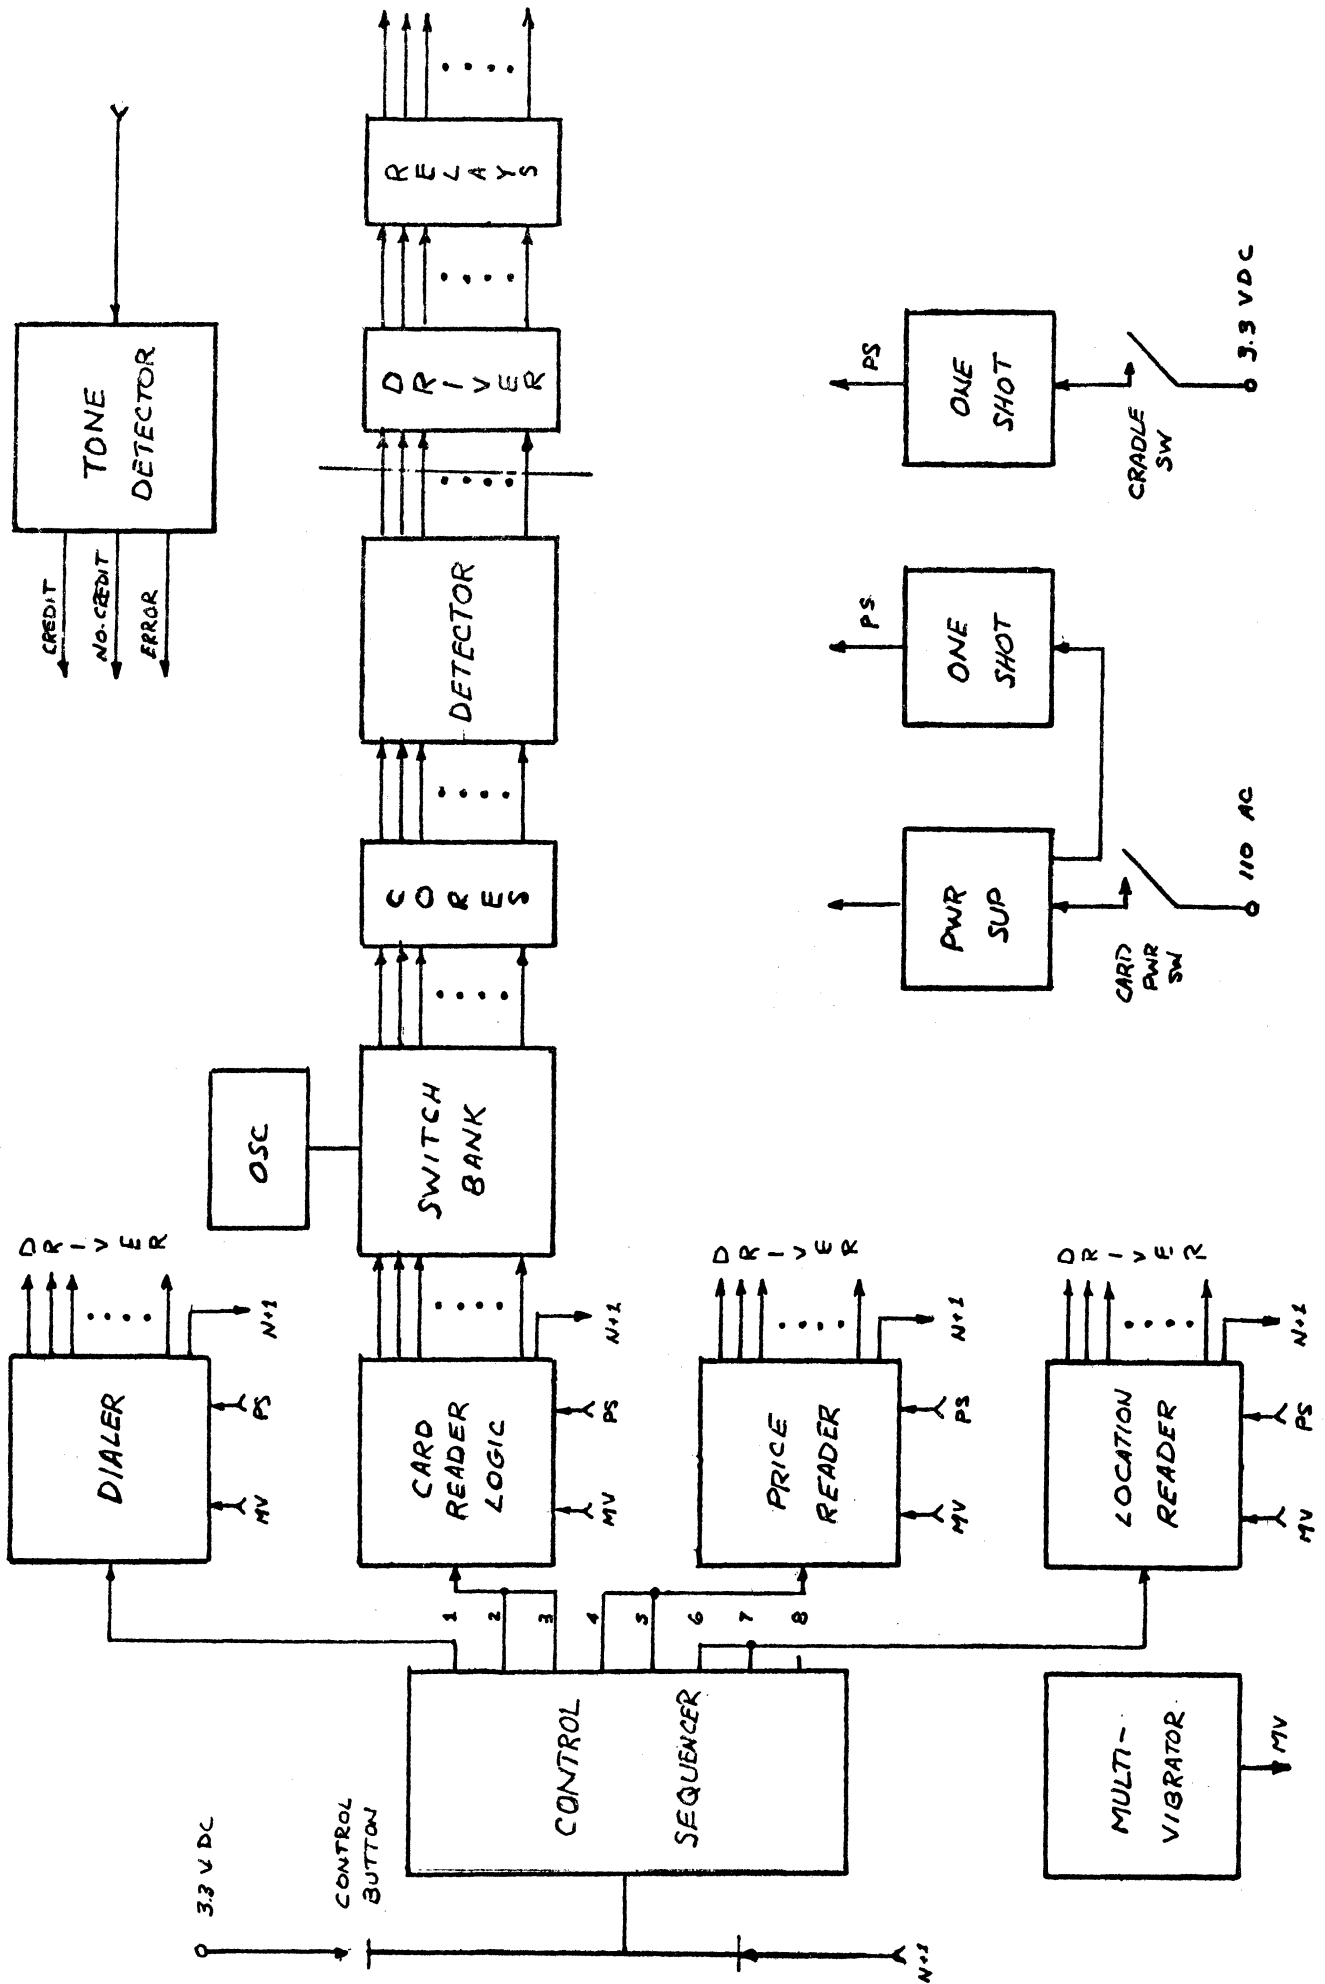 3.3 VDC
CONTROL
BUTTON
N+1
CONTROL
SEQUENCER
1
2
3
4
5
6
7
8
MULTI-
VIBRATOR
MV
DIALER
MV
PS
N+1
DRIVER
CARD
READER
LOGIC
MV
PS
N+1
PRICE
READER
MV
PS
N+1
DRIVER
LOCATION
READER
MV
PS
N+1
DRIVER
OSC
SWITCH
BANK
CORES
DETECTOR
DRIVER
RELAYS
TONE
DETECTOR
CREDIT
NO-CREDIT
ERROR
PWR
SUP
CARD
PWR
SW
110 AC
ONE
SHOT
PS
ONE
SHOT
PS
CRADLE
SW
3.3 VDC